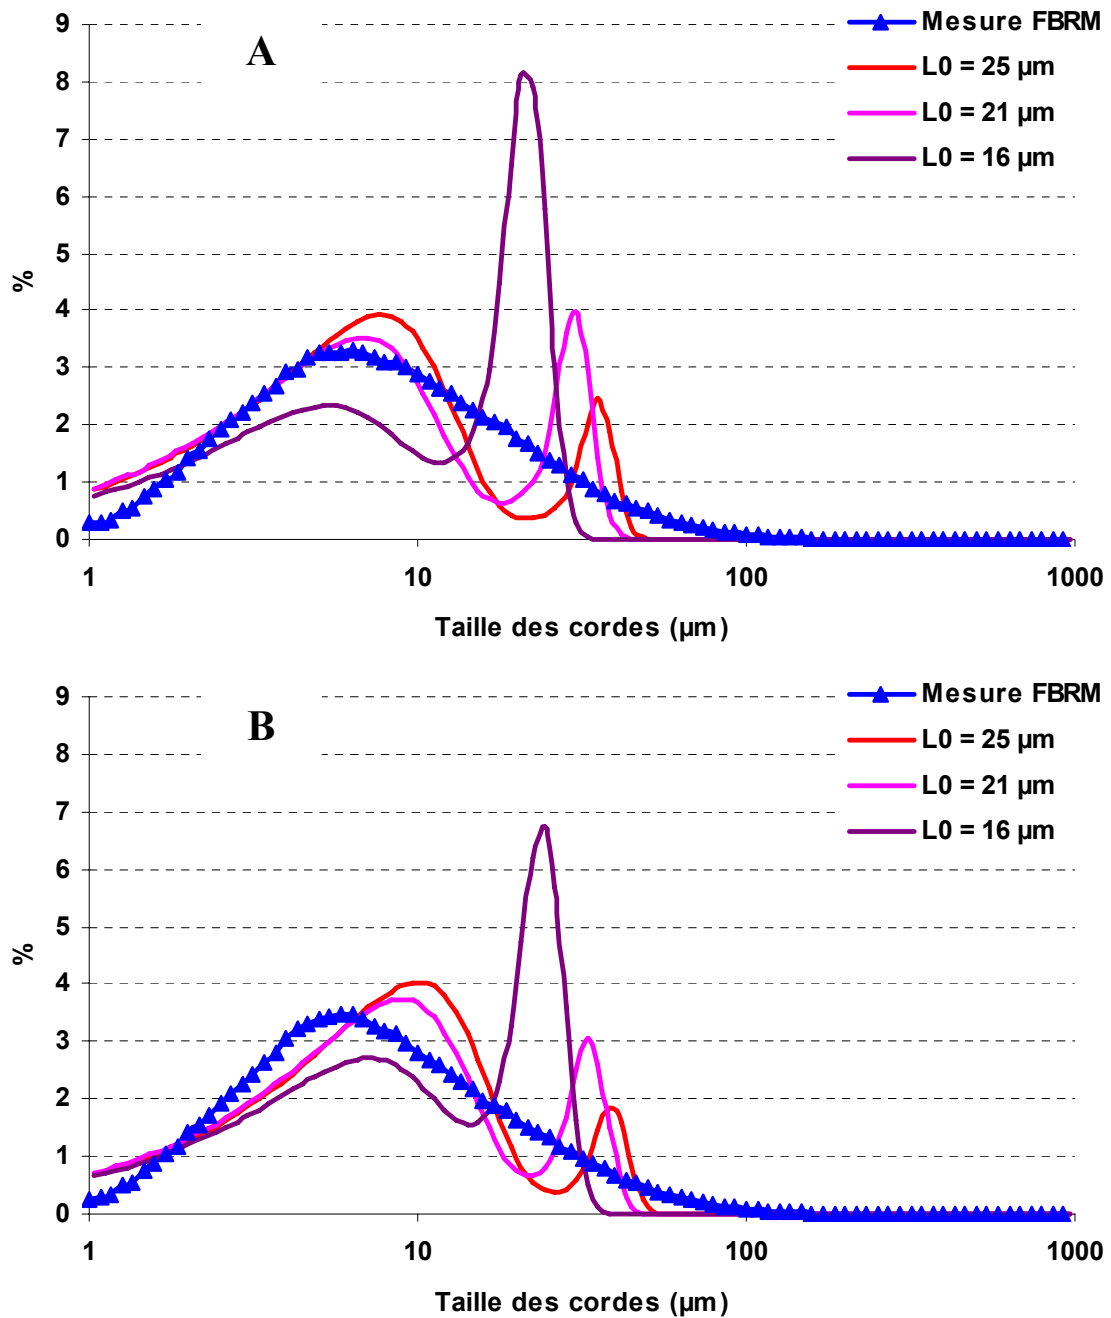 A
Mesure FBRM
L0 = 25 µm
L0 = 21 µm
L0 = 16 µm
9
8
7
6
5
4
3
2
1
0
%
1 10 100 1000
Taille des cordes (µm)
B
Mesure FBRM
L0 = 25 µm
L0 = 21 µm
L0 = 16 µm
9
8
7
6
5
4
3
2
1
0
%
1 10 100 1000
Taille des cordes (µm)